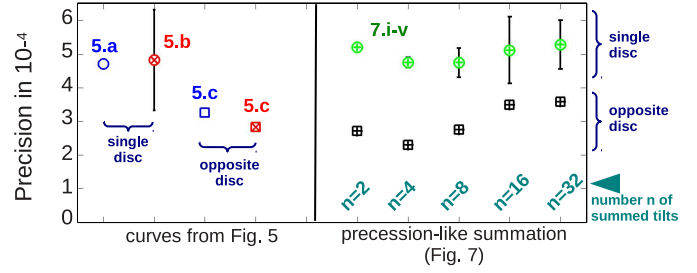 Precision in 10⁻⁴
6
5
4
3
2
1
0
5.a
5.b
5.c
5.c
single
disc
opposite
disc
7.i-v
n=2
n=4
n=8
n=16
n=32
single
disc
opposite
disc
number n of
summed tilts
curves from Fig. 5
precession-like summation
(Fig. 7)